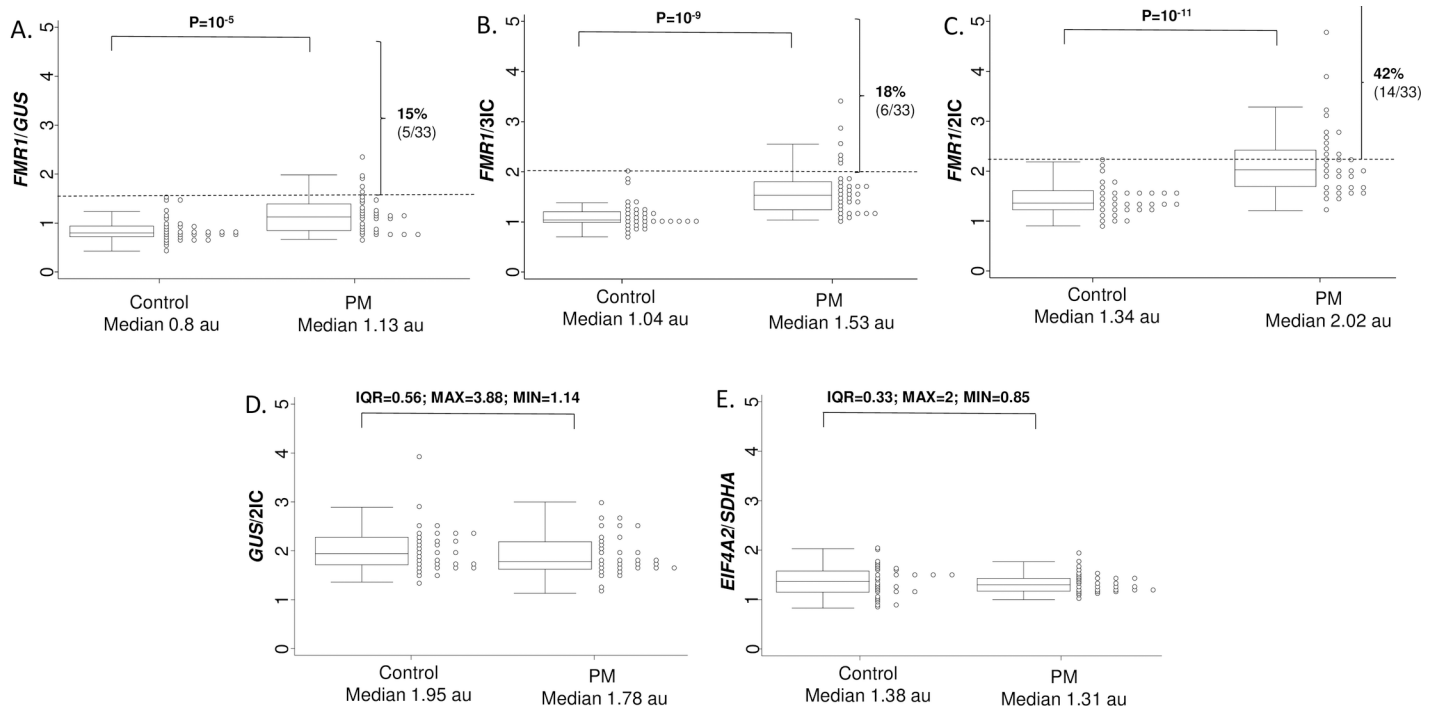 A.
P=10-5
FMR1/GUS
5
4
3
2
1
0
15%
(5/33)
Control
Median 0.8 au
PM
Median 1.13 au
B.
P=10-9
FMR1/3IC
5
4
3
2
1
0
18%
(6/33)
Control
Median 1.04 au
PM
Median 1.53 au
C.
P=10-11
FMR1/2IC
5
4
3
2
1
0
42%
(14/33)
Control
Median 1.34 au
PM
Median 2.02 au
D.
IQR=0.56; MAX=3.88; MIN=1.14
GUS/2IC
5
4
3
2
1
0
Control
Median 1.95 au
PM
Median 1.78 au
E.
IQR=0.33; MAX=2; MIN=0.85
EIF4A2/SDHA
5
4
3
2
1
0
Control
Median 1.38 au
PM
Median 1.31 au